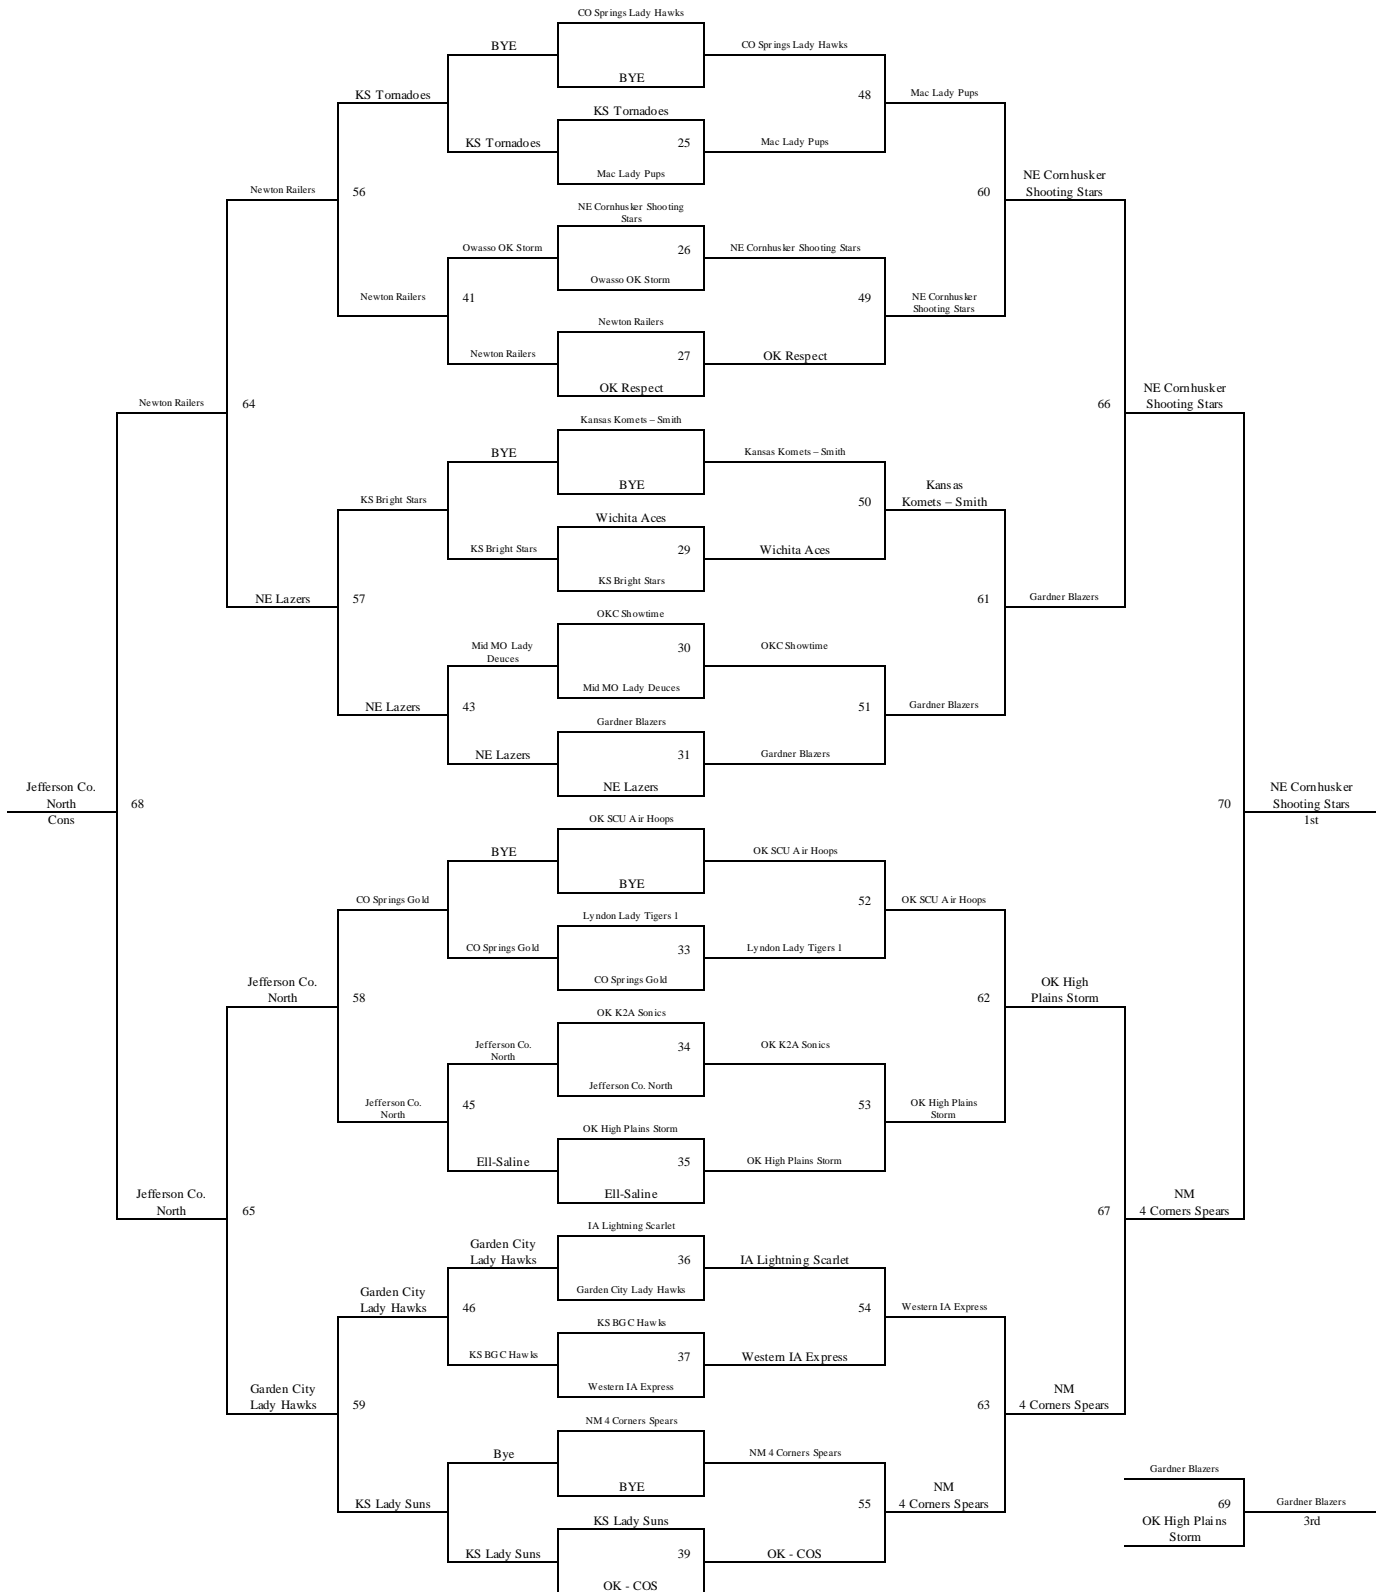 CO Springs Lady Hawks
BYE
CO Springs Lady Hawks
BYE
KS Tornadoes
48
Mac Lady Pups
KS Tornadoes
KS Tornadoes
25
Mac Lady Pups
Mac Lady Pups
NE Cornhusker
Shooting Stars
Newton Railers
56
60
NE Cornhusker Shooting
Stars
Owasso OK Storm
26
NE Cornhusker Shooting Stars
Owasso OK Storm
Newton Railers
41
49
NE Cornhusker
Shooting Stars
Newton Railers
Newton Railers
27
OK Respect
OK Respect
Newton Railers
64
66
NE Cornhusker
Shooting Stars
Kansas Komets – Smith
BYE
Kansas Komets – Smith
BYE
KS Bright Stars
50
Kansas
Komets – Smith
Wichita Aces
KS Bright Stars
29
Wichita Aces
KS Bright Stars
NE Lazers
57
61
Gardner Blazers
OKC Showtime
Mid MO Lady
Deuces
30
OKC Showtime
Mid MO Lady Deuces
NE Lazers
43
51
Gardner Blazers
Gardner Blazers
NE Lazers
31
Gardner Blazers
NE Lazers
Jefferson Co.
North
Cons
68
70
NE Cornhusker
Shooting Stars
1st
OK SCU Air Hoops
BYE
OK SCU Air Hoops
BYE
CO Springs Gold
52
OK SCU Air Hoops
Lyndon Lady Tigers 1
CO Springs Gold
33
Lyndon Lady Tigers 1
CO Springs Gold
Jefferson Co.
North
58
62
OK High
Plains Storm
OK K2A Sonics
Jefferson Co.
North
34
OK K2A Sonics
Jefferson Co. North
Jefferson Co.
North
45
53
OK High Plains
Storm
OK High Plains Storm
Ell-Saline
35
OK High Plains Storm
Ell-Saline
Jefferson Co.
North
65
67
NM
4 Corners Spears
IA Lightning Scarlet
Garden City
Lady Hawks
36
IA Lightning Scarlet
Garden City Lady Hawks
Garden City
Lady Hawks
46
54
Western IA Express
KS BGC Hawks
KS BGC Hawks
37
Western IA Express
Western IA Express
Garden City
Lady Hawks
59
63
NM
4 Corners Spears
NM 4 Corners Spears
Bye
NM 4 Corners Spears
BYE
KS Lady Suns
55
NM
4 Corners Spears
KS Lady Suns
KS Lady Suns
39
OK - COS
OK - COS
Gardner Blazers
69
OK High Plains
Storm
Gardner Blazers
3rd